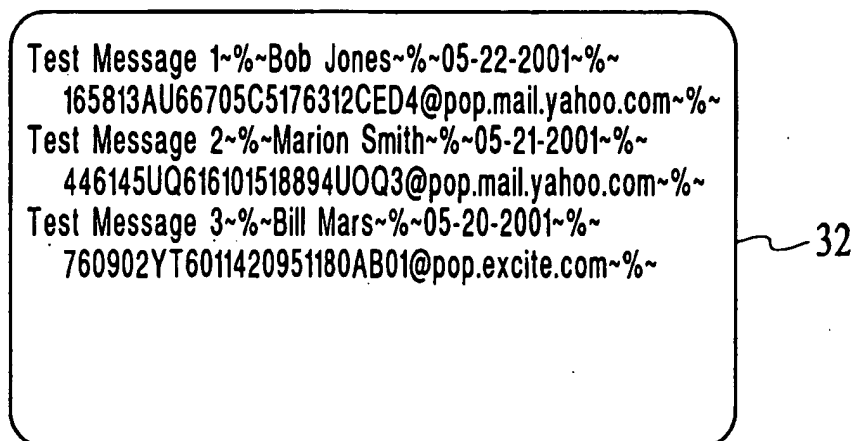 Test Message 1~%~Bob Jones~%~05-22-2001~%~
165813AU66705C5176312CED4@pop.mail.yahoo.com~%~
Test Message 2~%~Marion Smith~%~05-21-2001~%~
446145UQ616101518894UOQ3@pop.mail.yahoo.com~%~
Test Message 3~%~Bill Mars~%~05-20-2001~%~
760902YT6011420951180AB01@pop.excite.com~%~
32